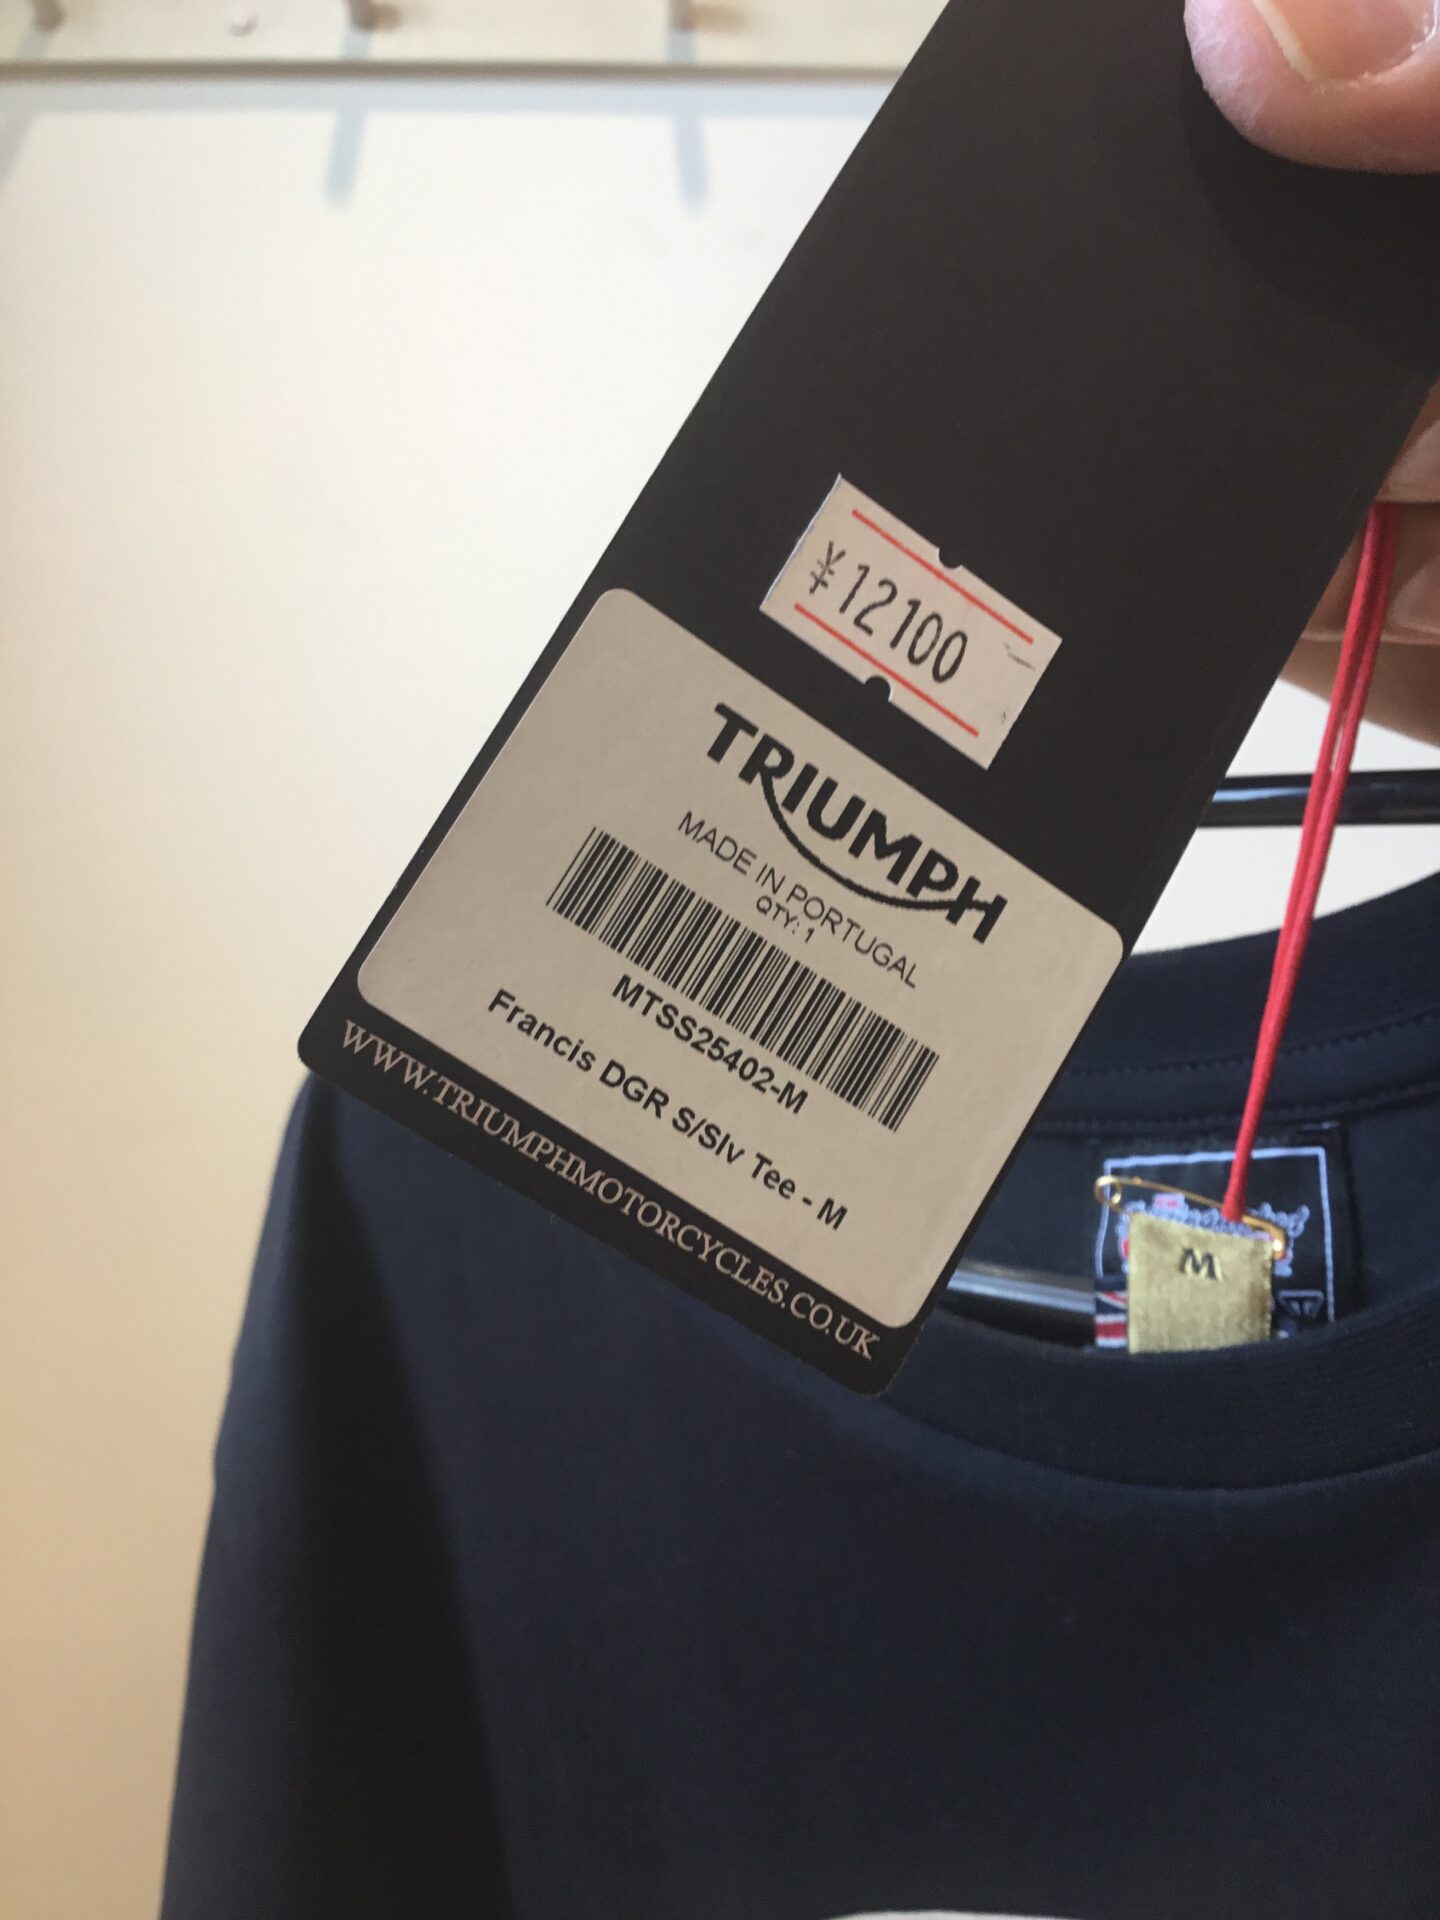 ¥12100
TRIUMPH
MADE IN PORTUGAL
QTY: 1
MTSS25402-M
Francis DGR S/Slv Tee - M
WWW.TRIUMPHMOTORCYCLES.CO.UK
M